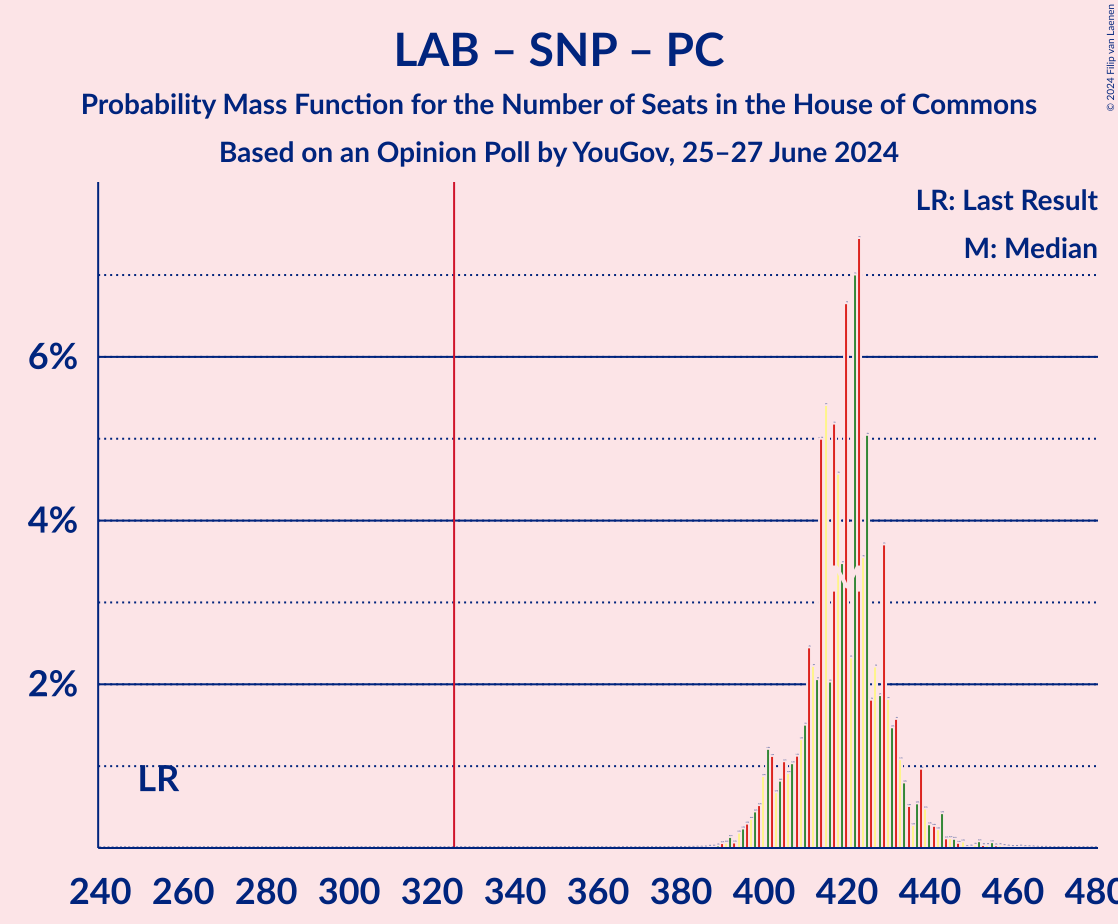 LAB – SNP – PC
Probability Mass Function for the Number of Seats in the House of Commons
Based on an Opinion Poll by YouGov, 25–27 June 2024
© 2024 Filip van Laenen
LR: Last Result
M: Median
6%
4%
2%
LR
M
240 260 280 300 320 340 360 380 400 420 440 460 480